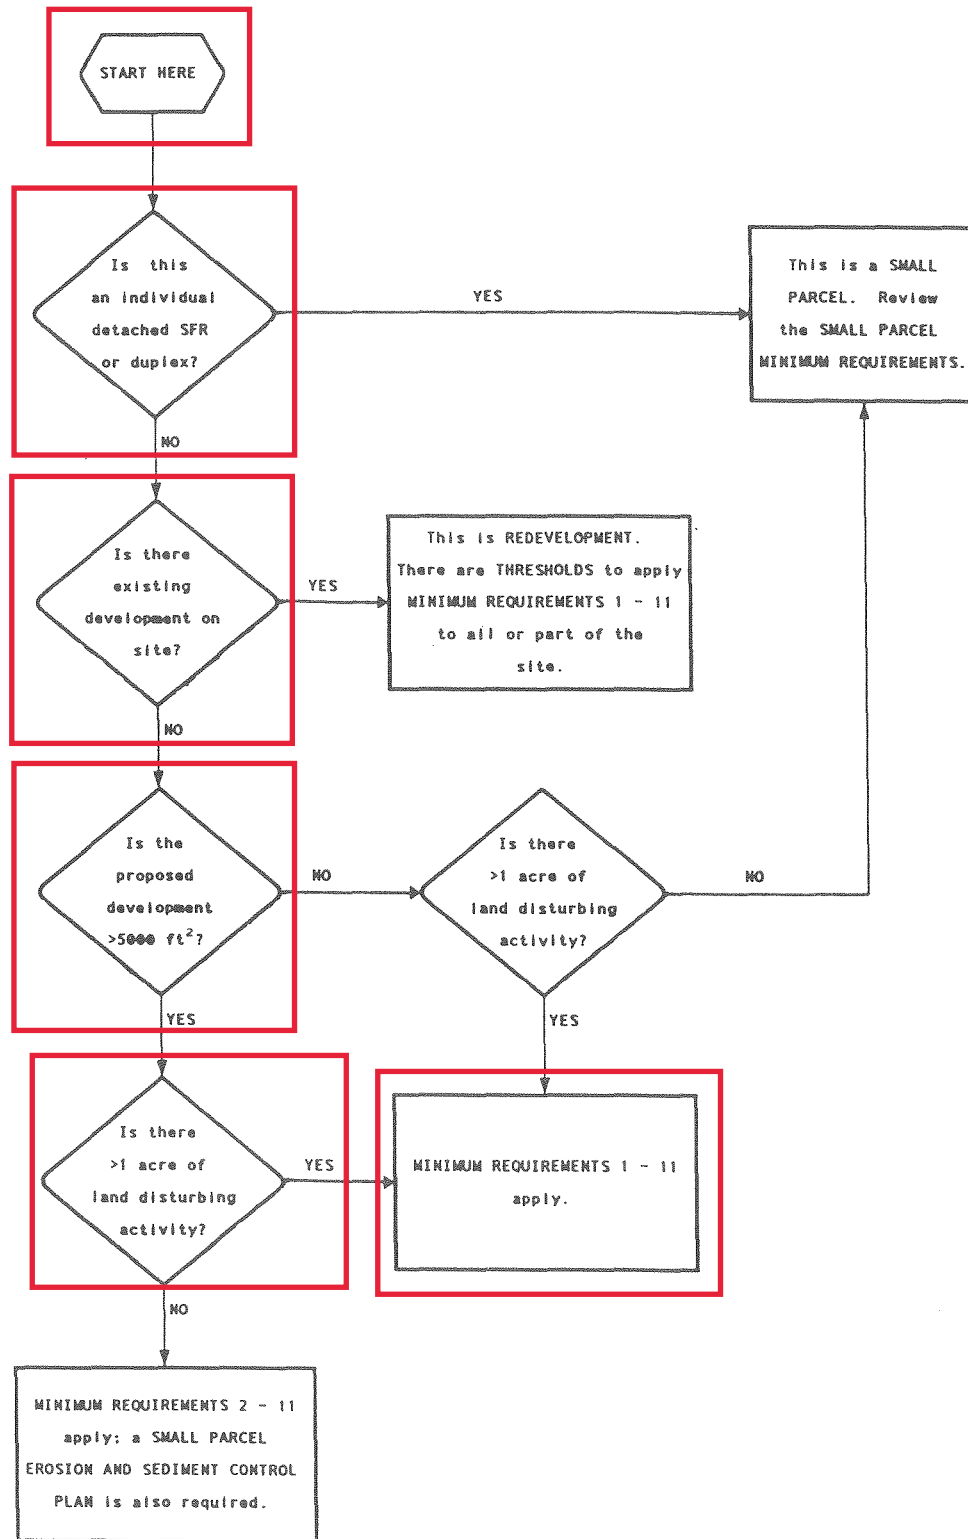 START HERE
Is this
an individual
detached SFR
or duplex?
YES
This is a SMALL
PARCEL. Review
the SMALL PARCEL
MINIMUM REQUIREMENTS.
NO
Is there
existing
development on
site?
YES
This is REDEVELOPMENT.
There are THRESHOLDS to apply
MINIMUM REQUIREMENTS 1 - 11
to all or part of the
site.
NO
Is the
proposed
development
>5000 ft²?
NO
Is there
>1 acre of
land disturbing
activity?
NO
YES
YES
Is there
>1 acre of
land disturbing
activity?
YES
MINIMUM REQUIREMENTS 1 - 11
apply.
NO
MINIMUM REQUIREMENTS 2 - 11
apply; a SMALL PARCEL
EROSION AND SEDIMENT CONTROL
PLAN is also required.